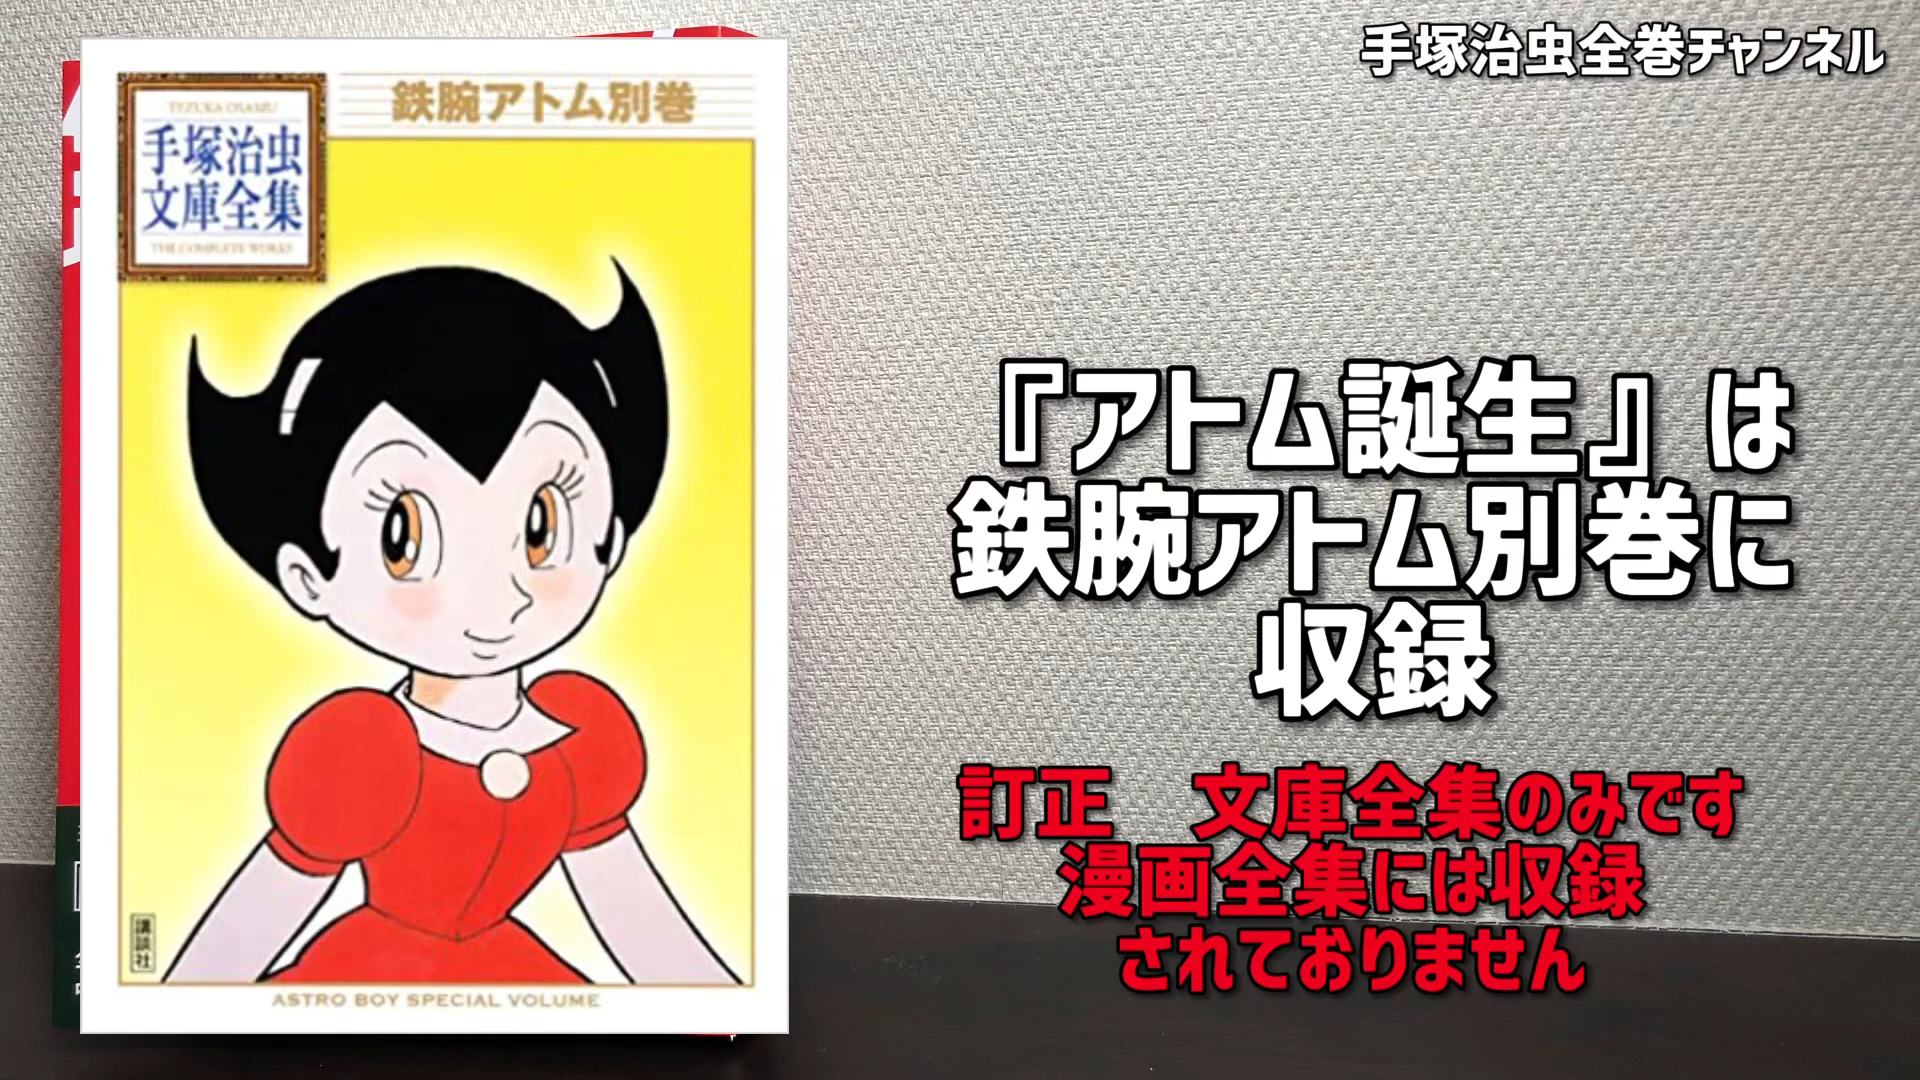 手塚治虫全巻チャンネル
鉄腕アトム別巻
TEZUKA OSAMU
手塚治虫
文庫全集
THE COMPLETE WORKS
講談社
ASTRO BOY SPECIAL VOLUME
『アトム誕生』は
鉄腕アトム別巻に
収録
訂正　文庫全集のみです
漫画全集には収録
されておりません